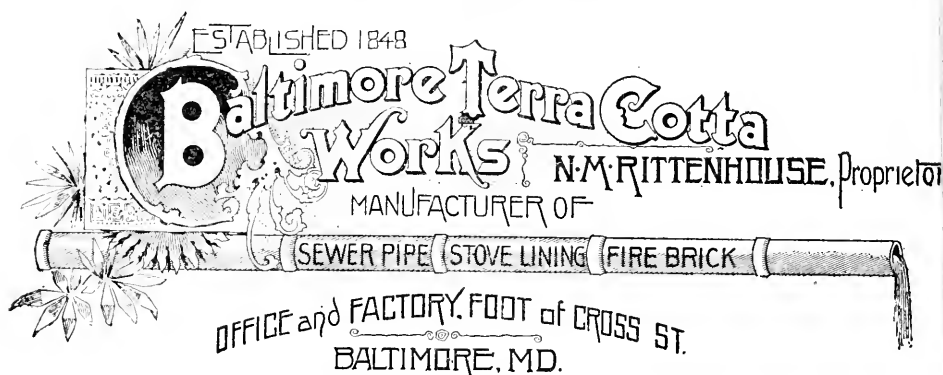 ESTABLISHED 1848
Baltimore Terra Cotta
Works
N. M. RITTENHOUSE, Proprietor
MANUFACTURER OF
SEWER PIPE STOVE LINING FIRE BRICK
OFFICE and FACTORY, FOOT of CROSS ST.
BALTIMORE, MD.